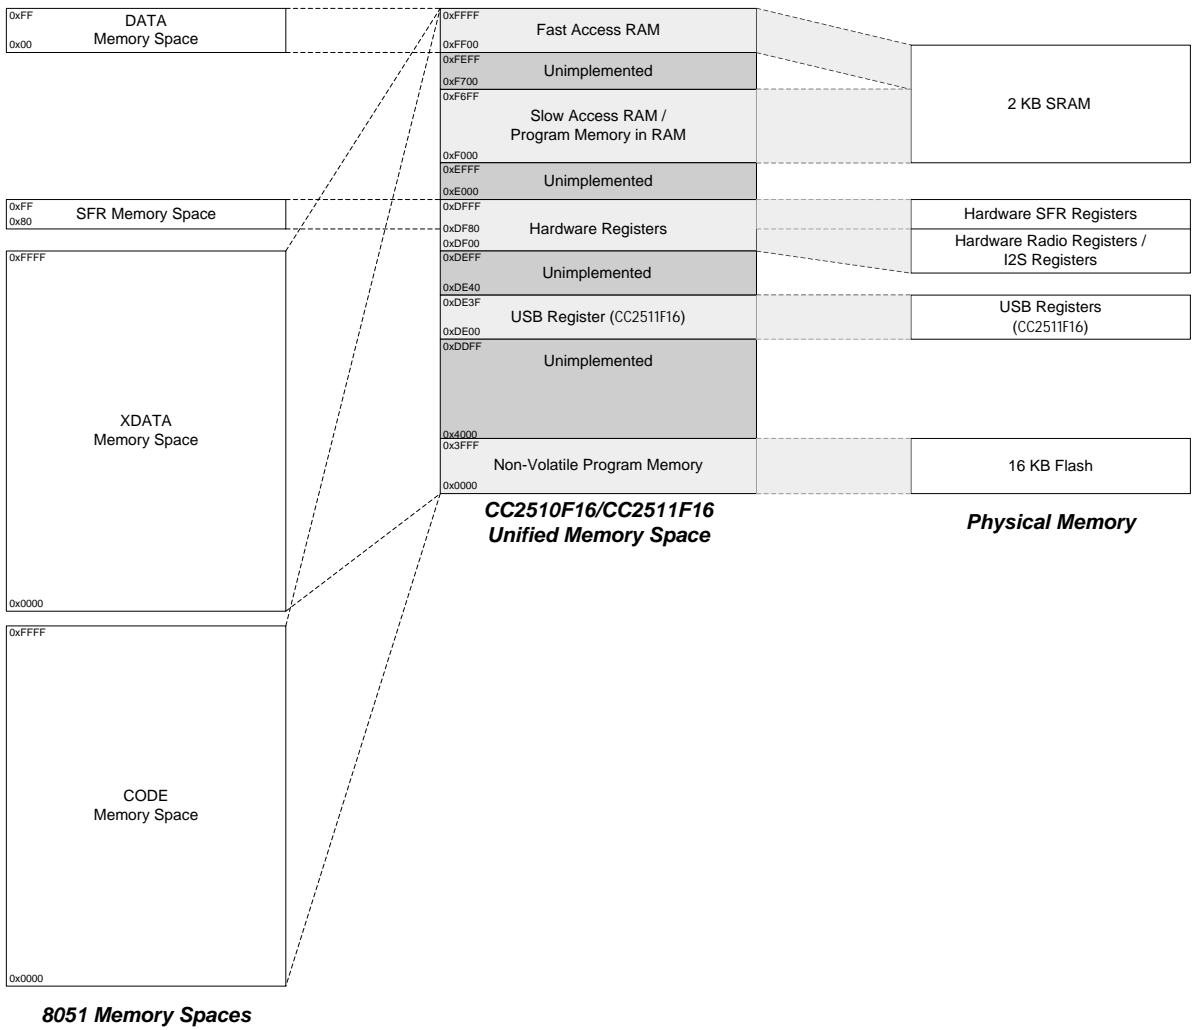 0xFF
DATA
Memory Space
0x00
0xFF
SFR Memory Space
0x80
0xFFFF
XDATA
Memory Space
0x0000
0xFFFF
CODE
Memory Space
0x0000
8051 Memory Spaces
0xFFFF
Fast Access RAM
0xFF00
0xFEFF
Unimplemented
0xF700
0xF6FF
Slow Access RAM /
Program Memory in RAM
0xF000
0xEFFF
Unimplemented
0xE000
0xDFFF
Hardware Registers
0xDF80
0xDF00
0xDEFF
Unimplemented
0xDE40
0xDE3F
USB Register (CC2511F16)
0xDE00
0xDDFF
Unimplemented
0x4000
0x3FFF
Non-Volatile Program Memory
0x0000
CC2510F16/CC2511F16
Unified Memory Space
2 KB SRAM
Hardware SFR Registers
Hardware Radio Registers /
I2S Registers
USB Registers
(CC2511F16)
16 KB Flash
Physical Memory